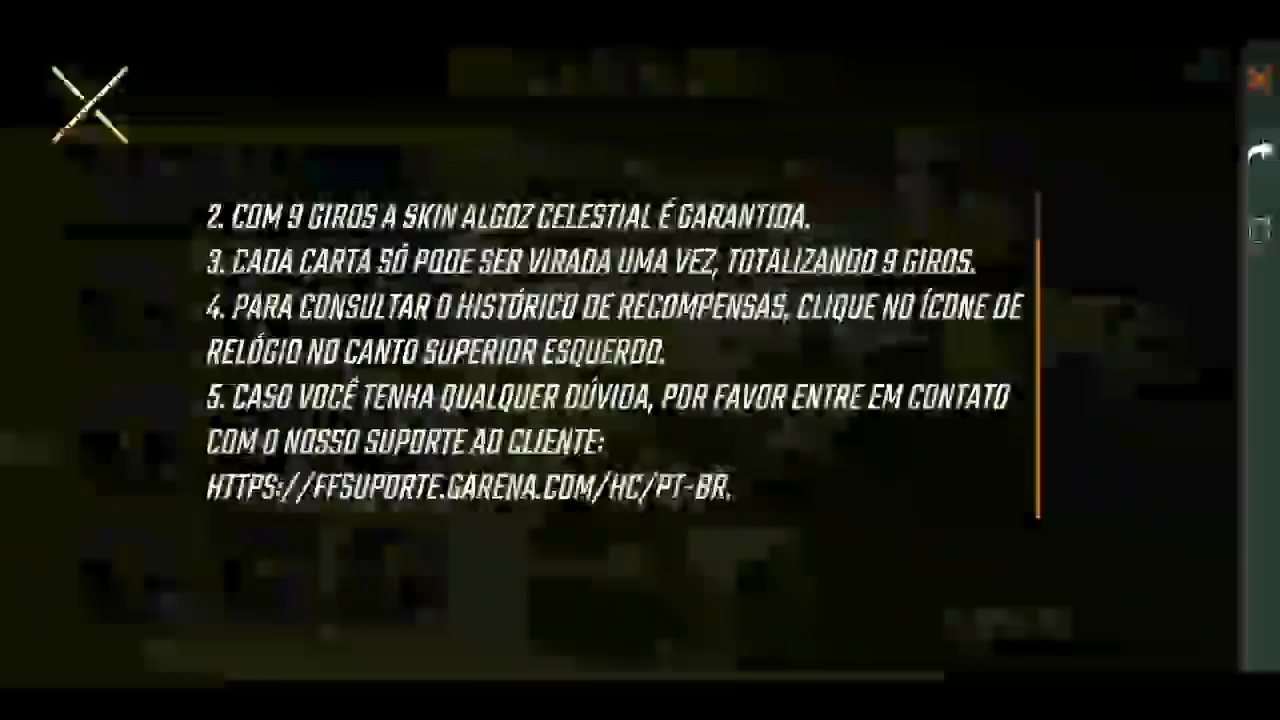 2. COM 9 GIROS A SKIN ALGOZ CELESTIAL É GARANTIDA.
3. CADA CARTA SÓ PODE SER VIRADA UMA VEZ, TOTALIZANDO 9 GIROS.
4. PARA CONSULTAR O HISTÓRICO DE RECOMPENSAS, CLIQUE NO ÍCONE DE
RELÓGIO NO CANTO SUPERIOR ESQUERDO.
5. CASO VOCÊ TENHA QUALQUER DÚVIDA, POR FAVOR ENTRE EM CONTATO
COM O NOSSO SUPORTE AO CLIENTE:
HTTPS://FFSUPORTE.GARENA.COM/HC/PT-BR.